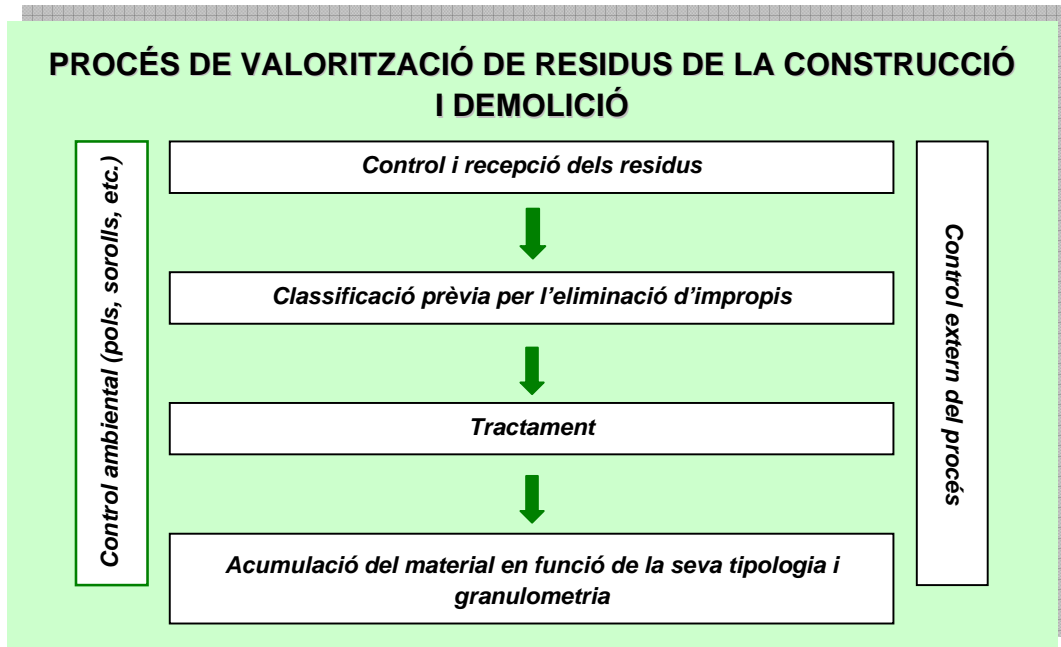 PROCÉS DE VALORITZACIÓ DE RESIDUS DE LA CONSTRUCCIÓ
I DEMOLICIÓ
Control ambiental (pols, sorolls, etc.)
Control i recepció dels residus
Classificació prèvia per l’eliminació d’impropis
Tractament
Acumulació del material en funció de la seva tipologia i
granulometria
Control extern del procés